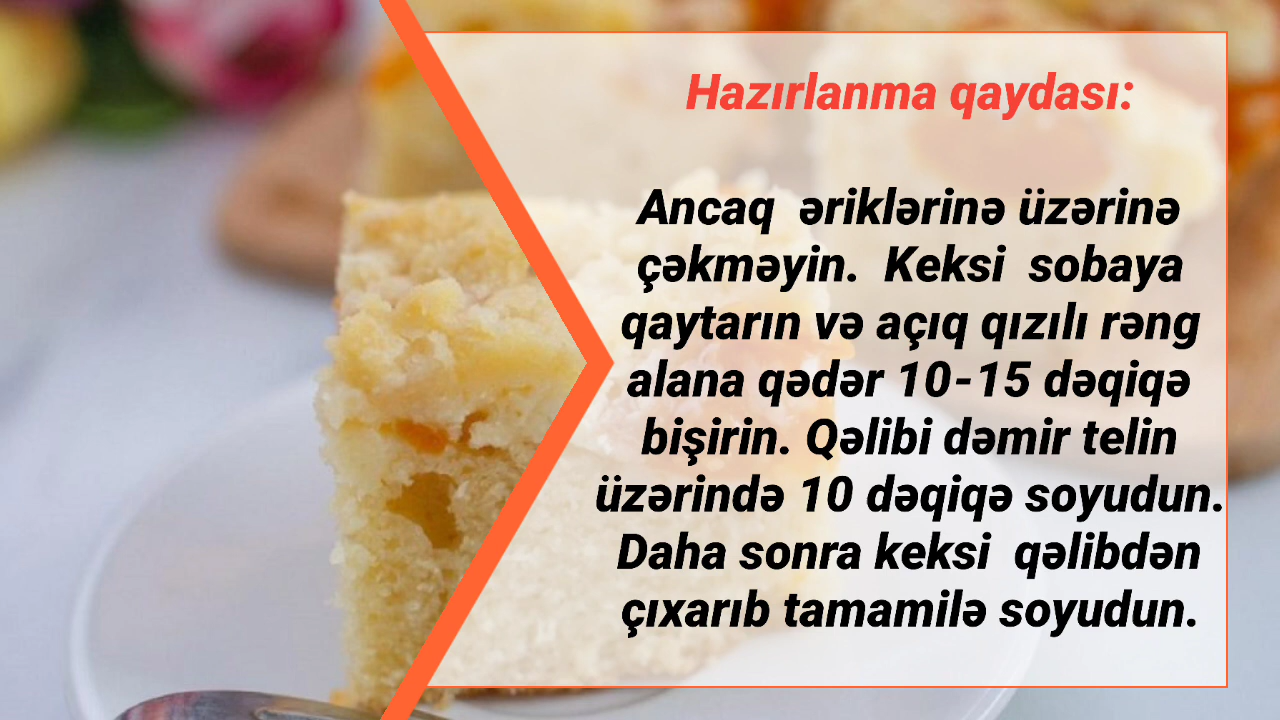 Hazırlanma qaydası:
Ancaq əriklərinə üzərinə
çəkməyin. Keksi sobaya
qaytarın və açıq qızılı rəng
alana qədər 10-15 dəqiqə
bişirin. Qəlibi dəmir telin
üzərində 10 dəqiqə soyudun.
Daha sonra keksi qəlibdən
çıxarıb tamamilə soyudun.